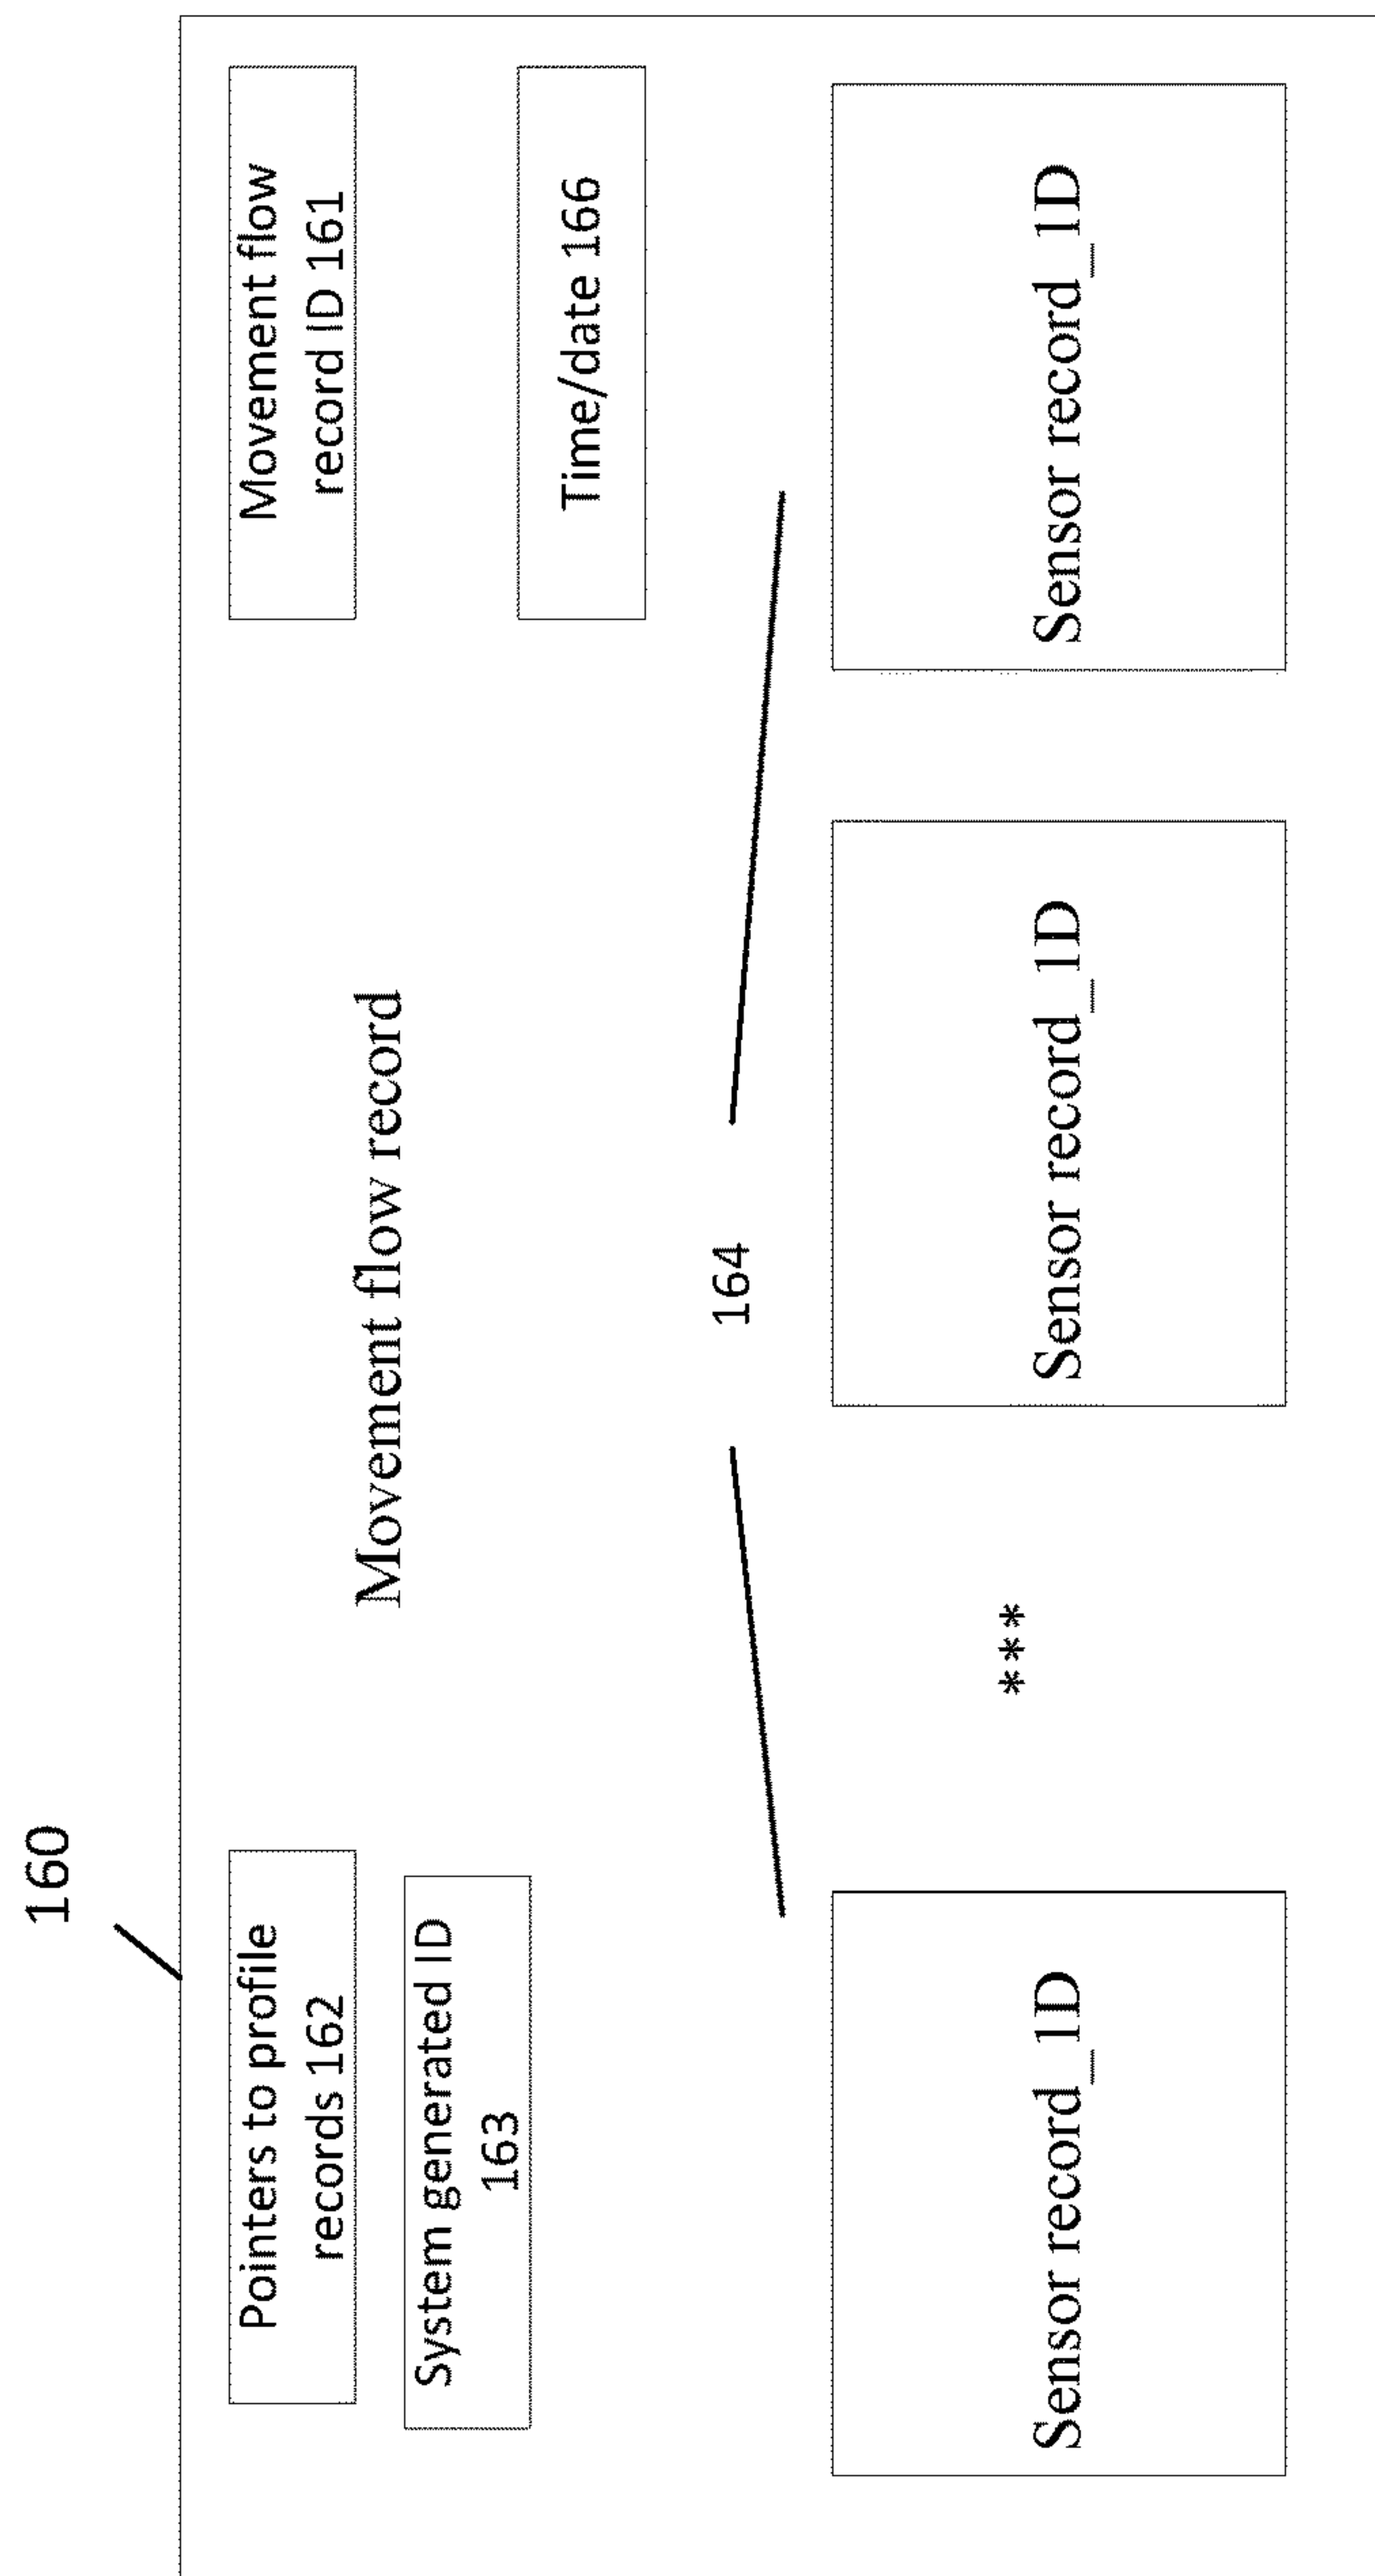 160
Pointers to profile
records 162
Movement flow
record ID 161
System generated ID
163
Movement flow record
Time/date 166
164
Sensor record_1D
***
Sensor record_1D
Sensor record_1D